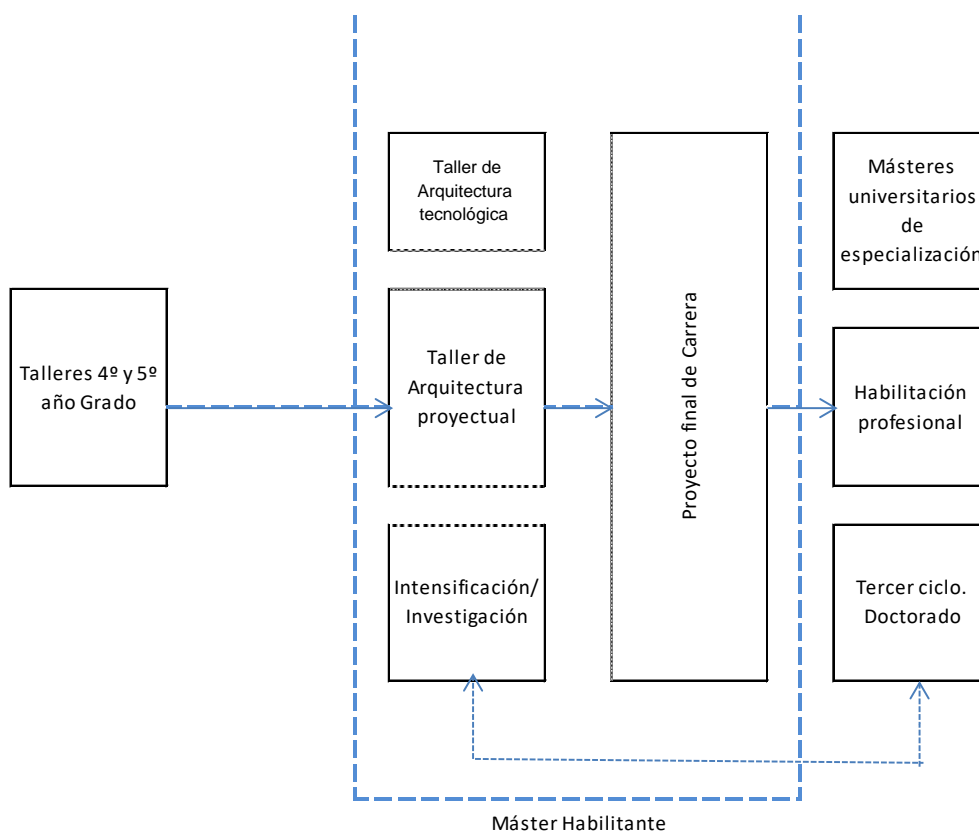 Talleres 4º y 5º
año Grado
Taller de
Arquitectura
tecnológica
Taller de
Arquitectura
proyectual
Intensificación/
Investigación
Proyecto final de Carrera
Másteres
universitarios
de
especialización
Habilitación
profesional
Tercer ciclo.
Doctorado
Máster Habilitante